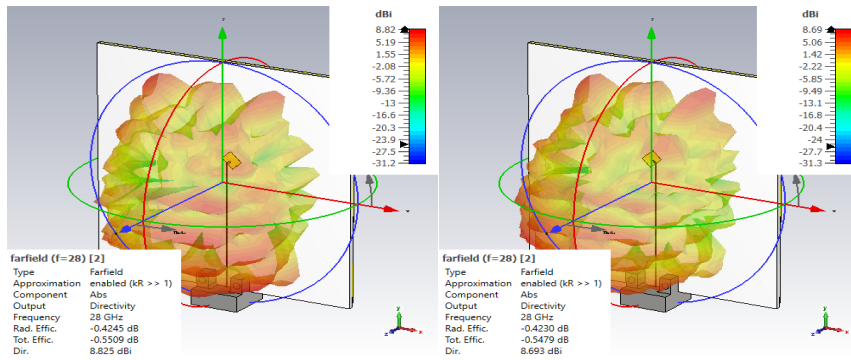 dBi
8.82
5.19
1.55
-2.08
-5.72
-9.36
-13
-16.6
-20.3
-23.9
-27.5
-31.2
farfield (f=28) [2]
Type Farfield
Approximation enabled (kR >> 1)
Component Abs
Output Directivity
Frequency 28 GHz
Rad. Effic. -0.4245 dB
Tot. Effic. -0.5509 dB
Dir. 8.825 dBi
y
x
z
dBi
8.69
5.06
1.42
-2.22
-5.85
-9.49
-13.1
-16.8
-20.4
-24
-27.7
-31.3
farfield (f=28) [2]
Type Farfield
Approximation enabled (kR >> 1)
Component Abs
Output Directivity
Frequency 28 GHz
Rad. Effic. -0.4230 dB
Tot. Effic. -0.5479 dB
Dir. 8.693 dBi
y
x
z